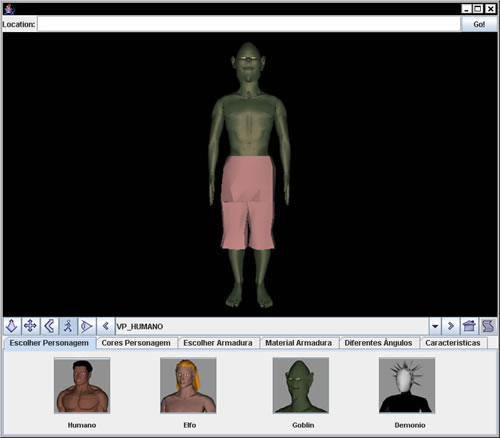 Location:
Go!
VP_HUMANO
Escolher Personagem
Cores Personagem
Escolher Armadura
Material Armadura
Diferentes Ângulos
Caracteristicas
Humano
Elfo
Goblin
Demonio